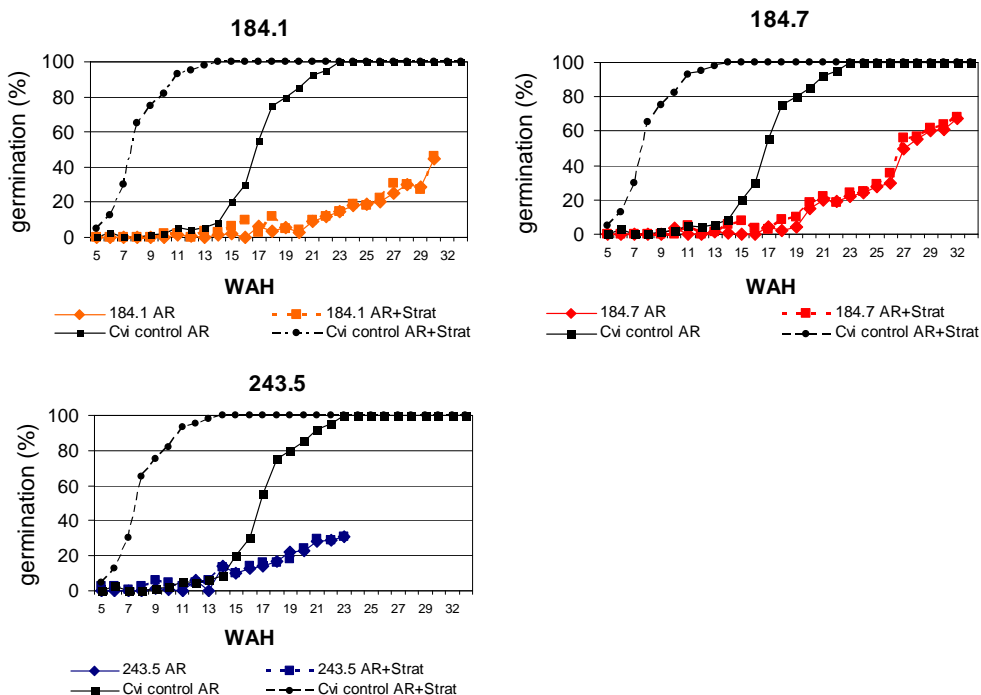 184.1
100
80
60
40
20
0
germination (%)
5 7 9 11 13 15 17 19 21 23 25 27 29 32
WAH
184.1 AR 184.1 AR+Strat
Cvi control AR Cvi control AR+Strat
184.7
100
80
60
40
20
0
germination (%)
5 7 9 11 13 15 17 19 21 23 25 27 29 32
WAH
184.7 AR 184.7 AR+Strat
Cvi control AR Cvi control AR+Strat
243.5
100
80
60
40
20
0
germination (%)
5 7 9 11 13 15 17 19 21 23 25 27 29 32
WAH
243.5 AR 243.5 AR+Strat
Cvi control AR Cvi control AR+Strat